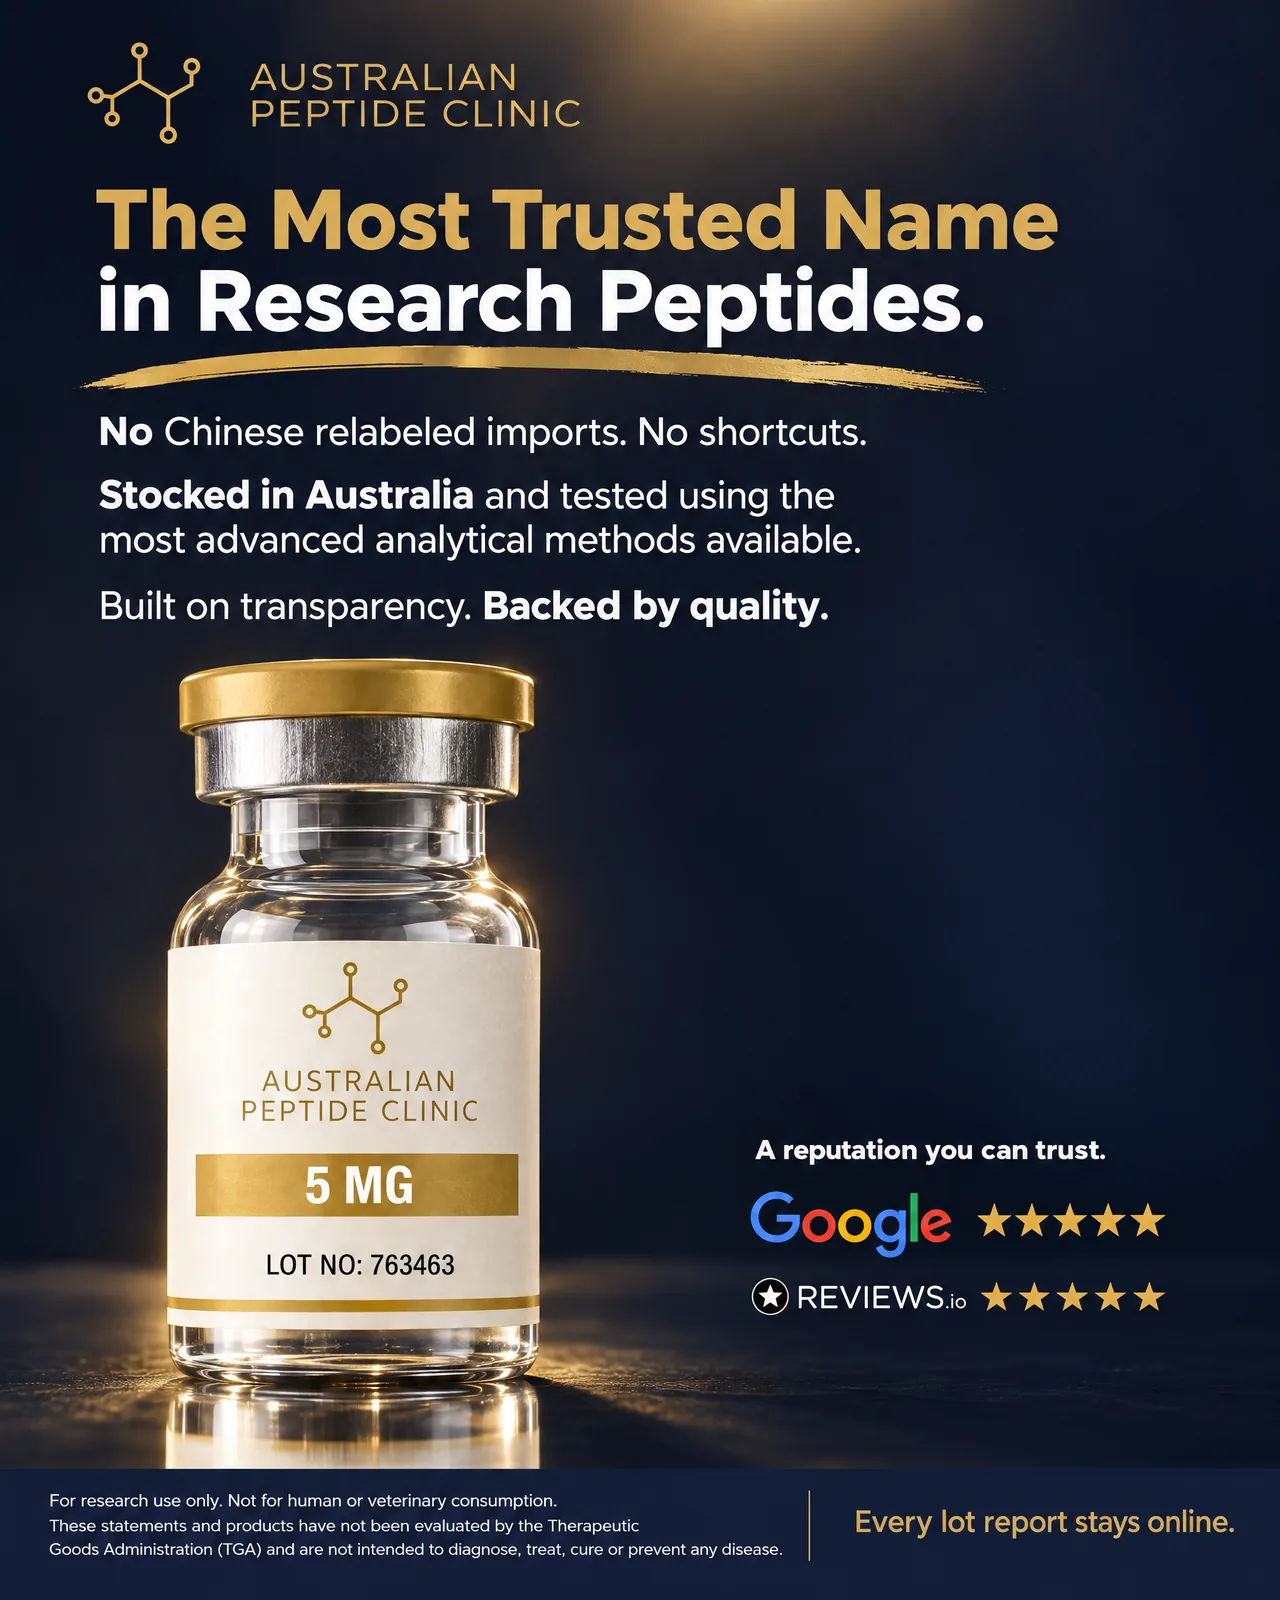 AUSTRALIAN
PEPTIDE CLINIC
The Most Trusted Name
in Research Peptides.
No Chinese relabeled imports. No shortcuts.
Stocked in Australia and tested using the
most advanced analytical methods available.
Built on transparency. Backed by quality.
AUSTRALIAN
PEPTIDE CLINIC
5 MG
LOT NO: 763463
A reputation you can trust.
Google
REVIEWS.io
For research use only. Not for human or veterinary consumption.
These statements and products have not been evaluated by the Therapeutic
Goods Administration (TGA) and are not intended to diagnose, treat, cure or prevent any disease.
Every lot report stays online.